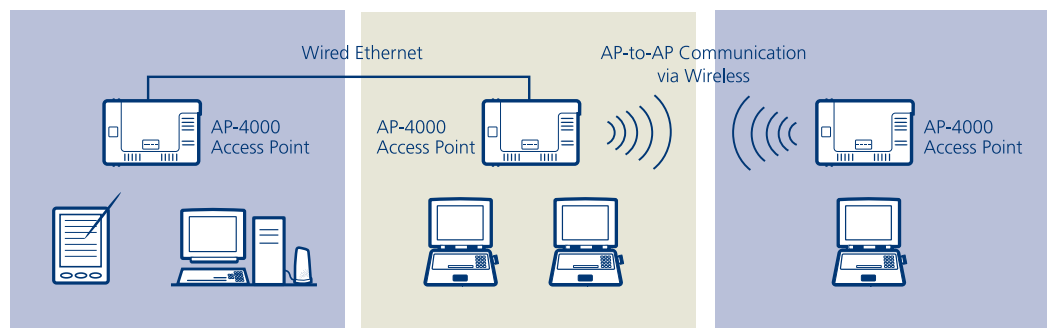 Wired Ethernet
AP-to-AP Communication
via Wireless
AP-4000
Access Point
AP-4000
Access Point
AP-4000
Access Point